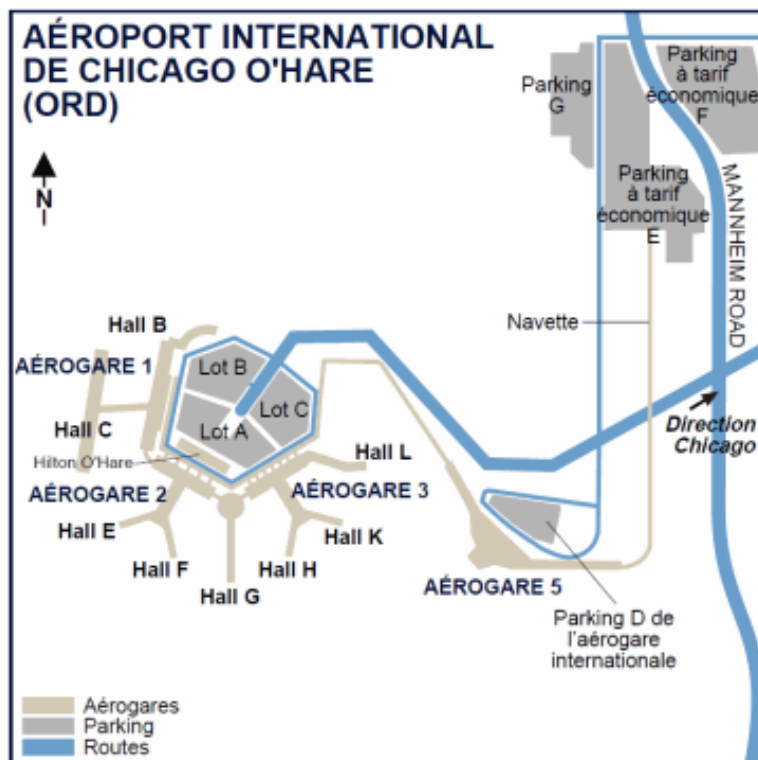 AÉROPORT INTERNATIONAL
DE CHICAGO O'HARE
(ORD)
N
Parking
G
Parking
à tarif
économique
F
Parking
à tarif
économique
E
MANNHEIM ROAD
Navette
Direction
Chicago
Hall B
AÉROGARE 1
Lot B
Lot C
Lot A
Hall C
Hilton O'Hare
Hall L
AÉROGARE 2
AÉROGARE 3
Hall E
Hall K
Hall F
Hall H
Hall G
AÉROGARE 5
Parking D de
l'aérogare
internationale
Aérogares
Parking
Routes